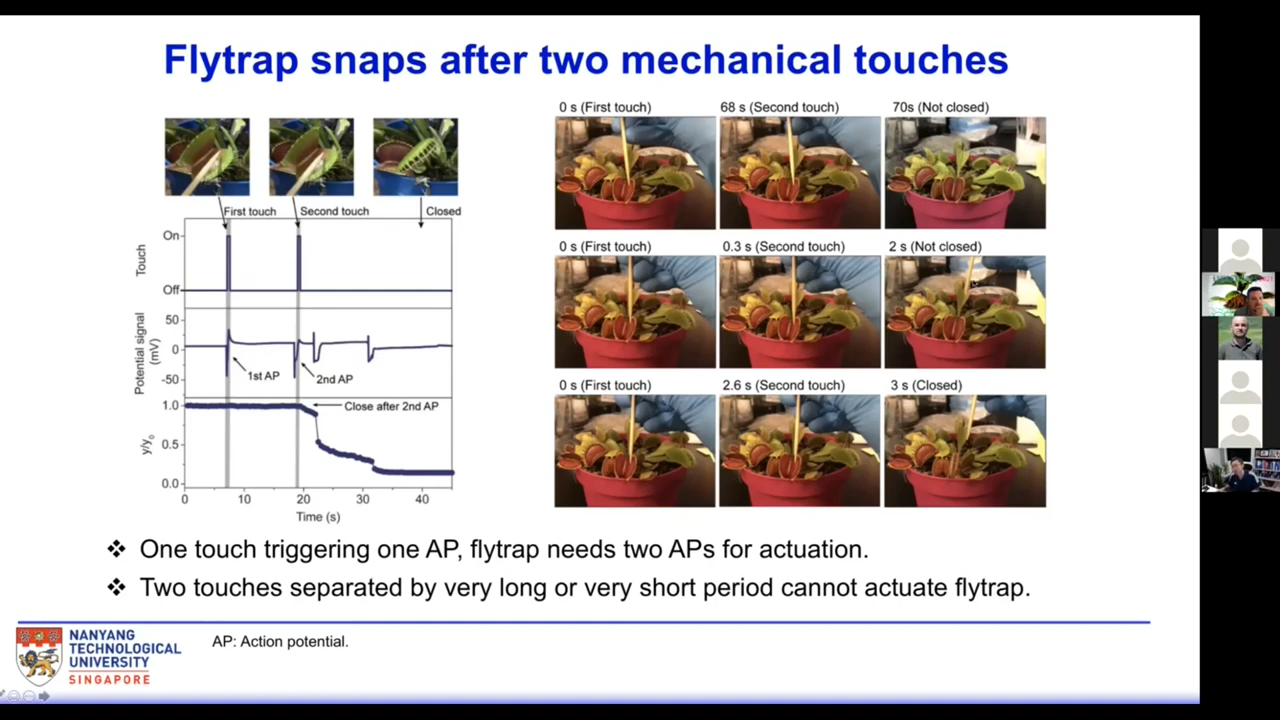 Flytrap snaps after two mechanical touches
First touch
Second touch
Closed
Touch
On
Off
Potential signal
(mV)
50
0
-50
1st AP
2nd AP
y/y₀
1.0
0.5
0.0
Close after 2nd AP
0 10 20 30 40
Time (s)
0 s (First touch) 68 s (Second touch) 70s (Not closed)
0 s (First touch) 0.3 s (Second touch) 2 s (Not closed)
0 s (First touch) 2.6 s (Second touch) 3 s (Closed)
❖ One touch triggering one AP, flytrap needs two APs for actuation.
❖ Two touches separated by very long or very short period cannot actuate flytrap.
NANYANG
TECHNOLOGICAL
UNIVERSITY
SINGAPORE
AP: Action potential.